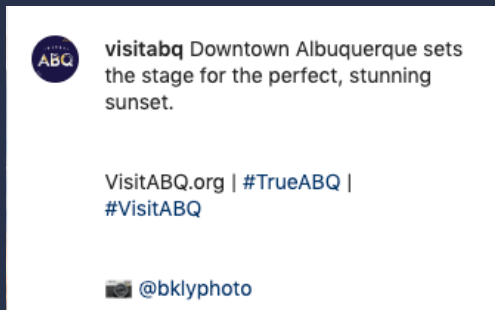 ABQ
visitabq Downtown Albuquerque sets
the stage for the perfect, stunning
sunset.
VisitABQ.org | #TrueABQ |
#VisitABQ
📷 @bklyphoto